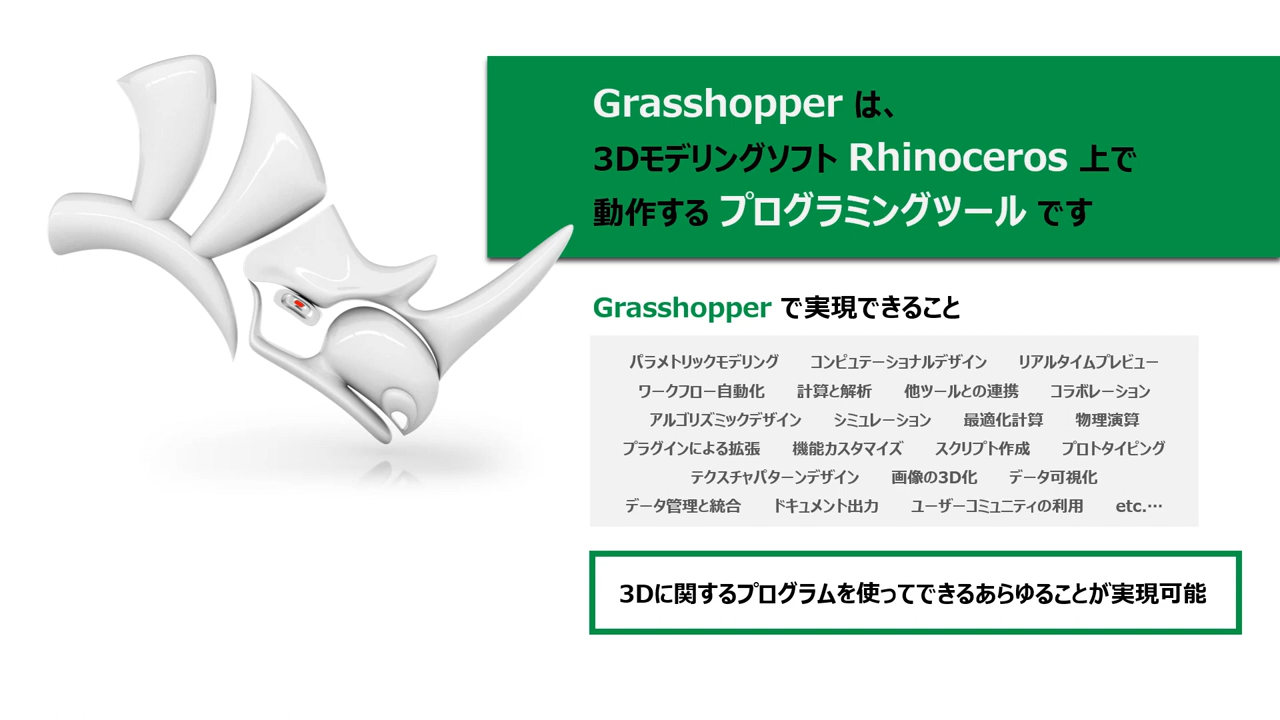 Grasshopper は、
3Dモデリングソフト Rhinoceros 上で
動作する プログラミングツール です
Grasshopper で実現できること
パラメトリックモデリング　コンピュテーショナルデザイン　リアルタイムプレビュー
ワークフロー自動化　計算と解析　他ツールとの連携　コラボレーション
アルゴリズミックデザイン　シミュレーション　最適化計算　物理演算
プラグインによる拡張　機能カスタマイズ　スクリプト作成　プロトタイピング
テクスチャパターンデザイン　画像の3D化　データ可視化
データ管理と統合　ドキュメント出力　ユーザーコミュニティの利用　etc.…
3Dに関するプログラムを使ってできるあらゆることが実現可能